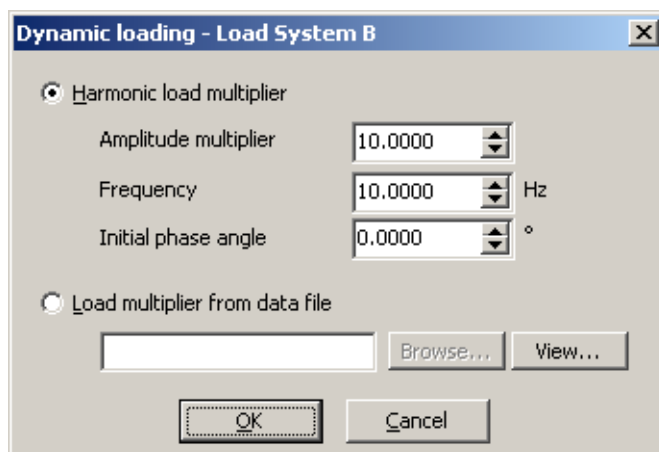 Dynamic loading - Load System B
Harmonic load multiplier
Amplitude multiplier 10.0000
Frequency 10.0000 Hz
Initial phase angle 0.0000 °
Load multiplier from data file
Browse... View...
OK Cancel